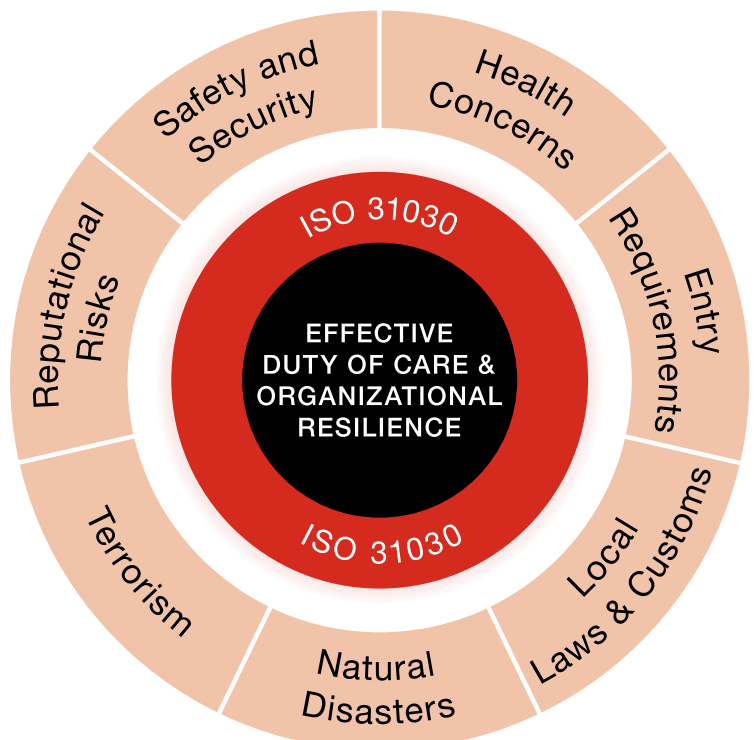 Safety and
Security
Health
Concerns
Entry
Requirements
Local
Laws & Customs
Natural
Disasters
Terrorism
Reputational
Risks
ISO 31030
EFFECTIVE
DUTY OF CARE &
ORGANIZATIONAL
RESILIENCE
ISO 31030